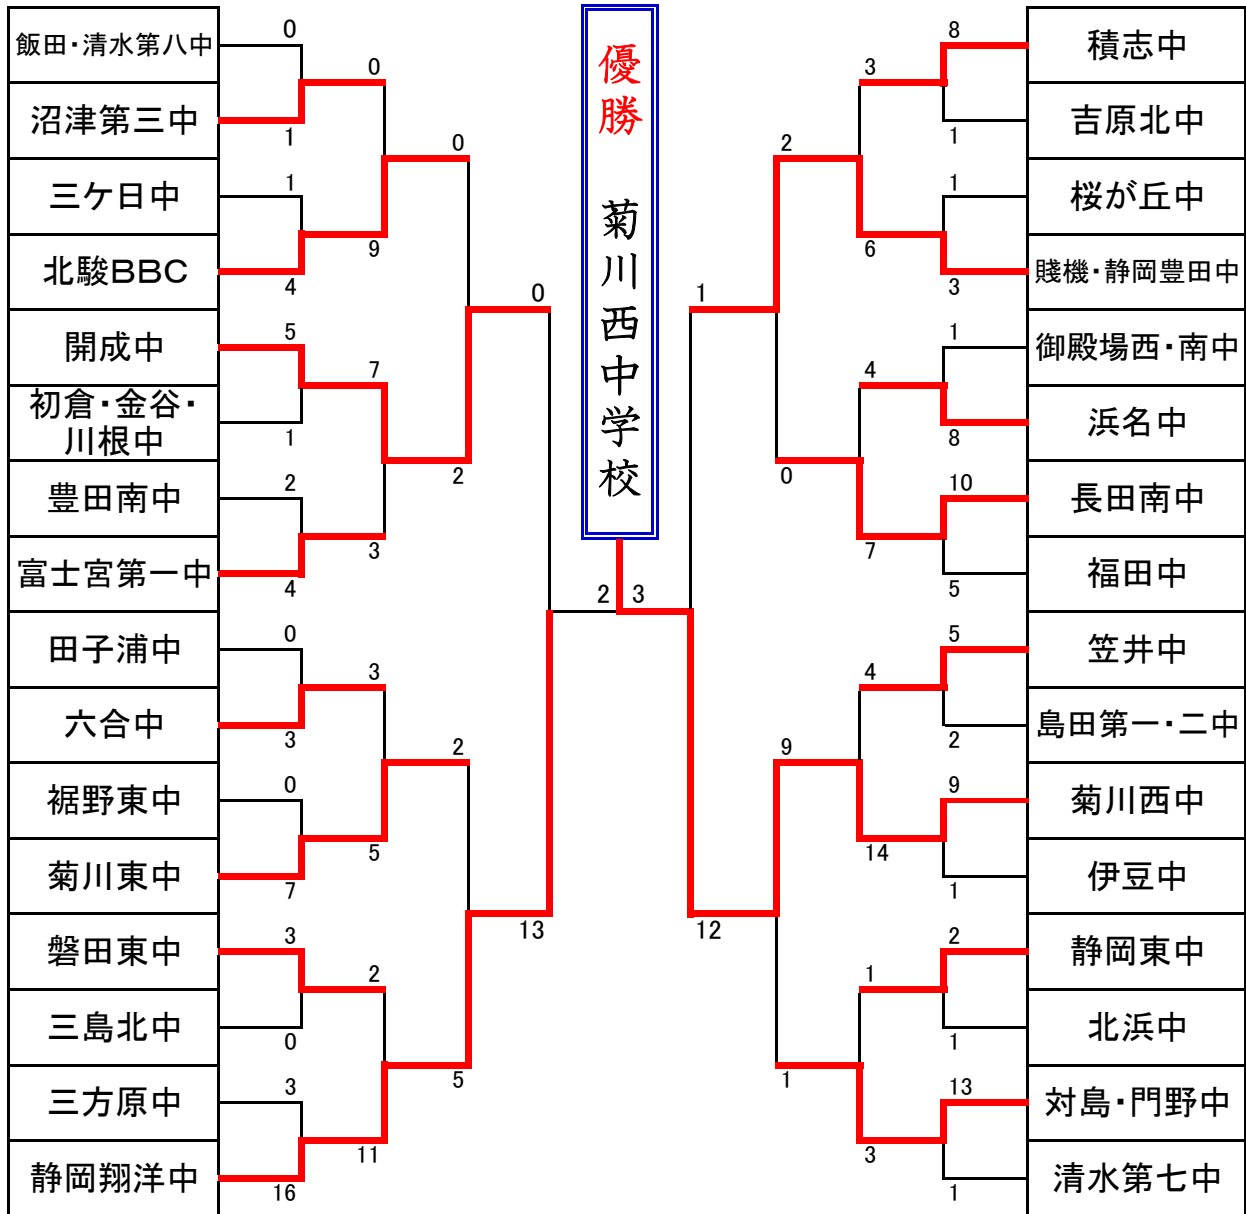 飯田・清水第八中
沼津第三中
三ケ日中
北駿BBC
開成中
初倉・金谷・
川根中
豊田南中
富士宮第一中
田子浦中
六合中
裾野東中
菊川東中
磐田東中
三島北中
三方原中
静岡翔洋中
0
1
1
4
5
1
2
4
0
3
0
7
3
0
3
16
0
9
7
3
3
5
2
11
0
2
2
5
0
13
2
優勝 菊川西中学校
3
1
12
2
0
9
1
3
6
4
7
4
14
1
3
8
1
1
3
1
8
10
5
5
2
9
1
2
1
13
1
積志中
吉原北中
桜が丘中
賤機・静岡豊田中
御殿場西・南中
浜名中
長田南中
福田中
笠井中
島田第一・二中
菊川西中
伊豆中
静岡東中
北浜中
対島・門野中
清水第七中